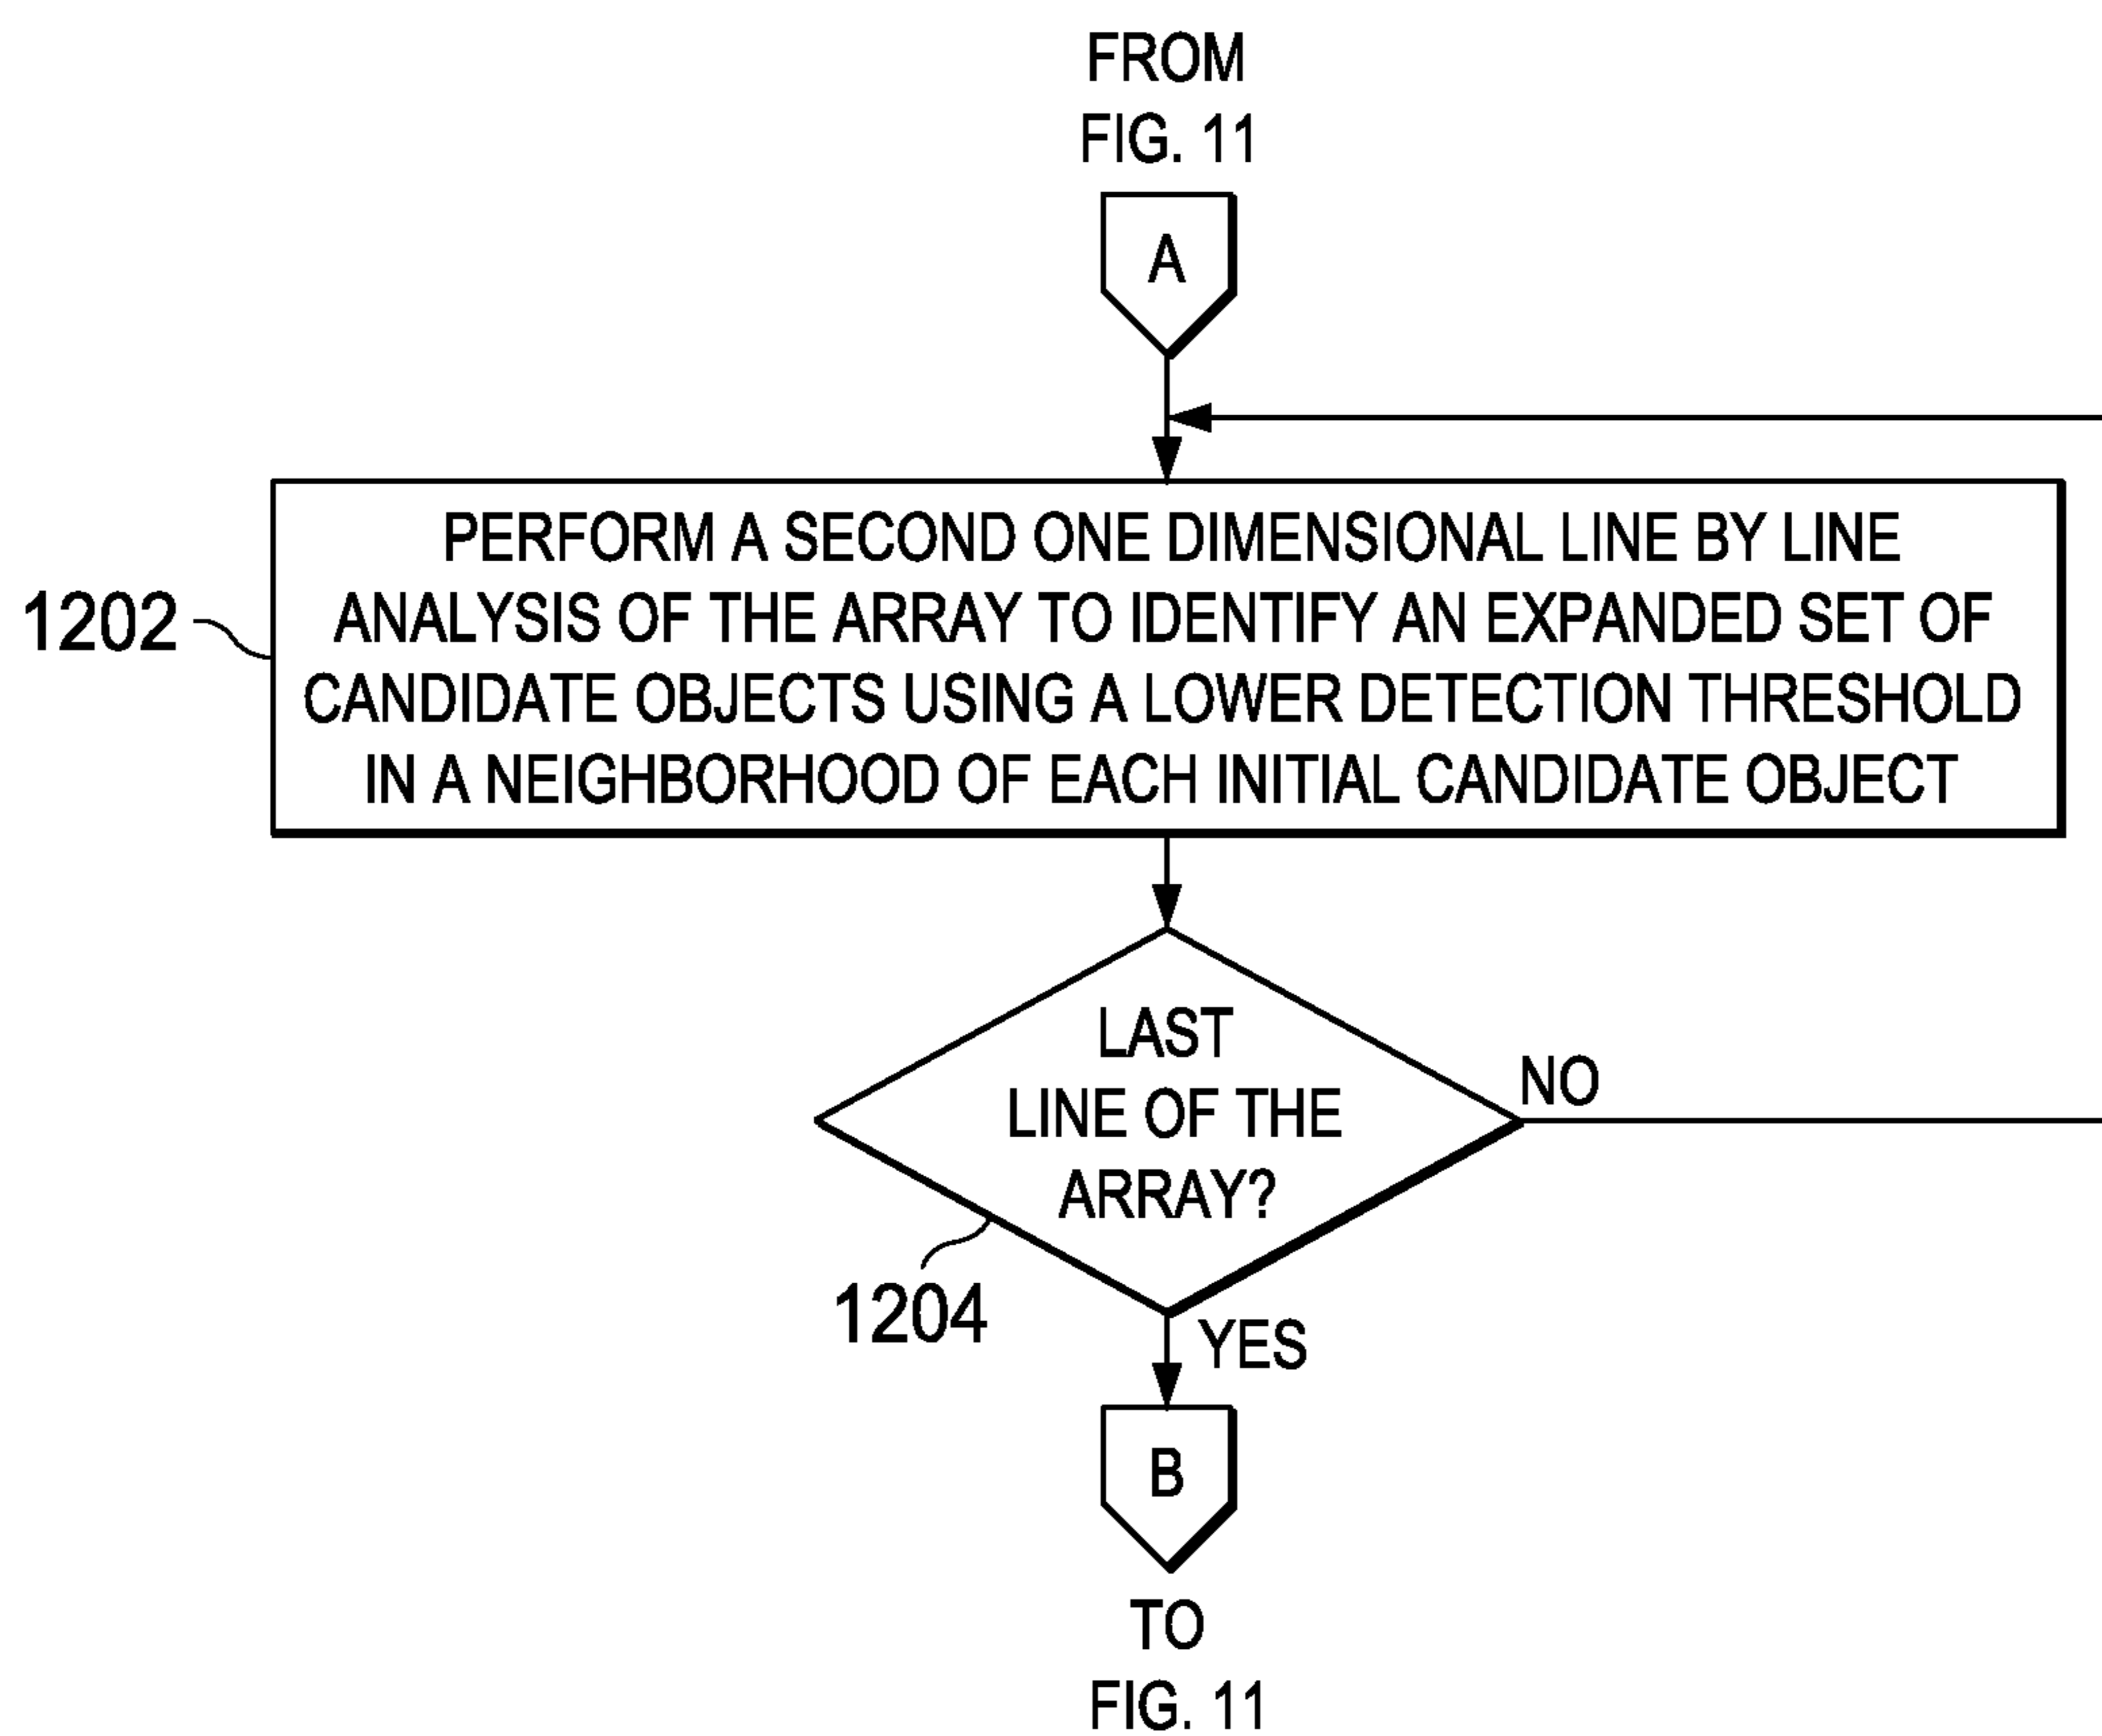 FROM
FIG. 11
A
PERFORM A SECOND ONE DIMENSIONAL LINE BY LINE
ANALYSIS OF THE ARRAY TO IDENTIFY AN EXPANDED SET OF
CANDIDATE OBJECTS USING A LOWER DETECTION THRESHOLD
IN A NEIGHBORHOOD OF EACH INITIAL CANDIDATE OBJECT
1202
LAST
LINE OF THE
ARRAY?
NO
1204
YES
B
TO
FIG. 11